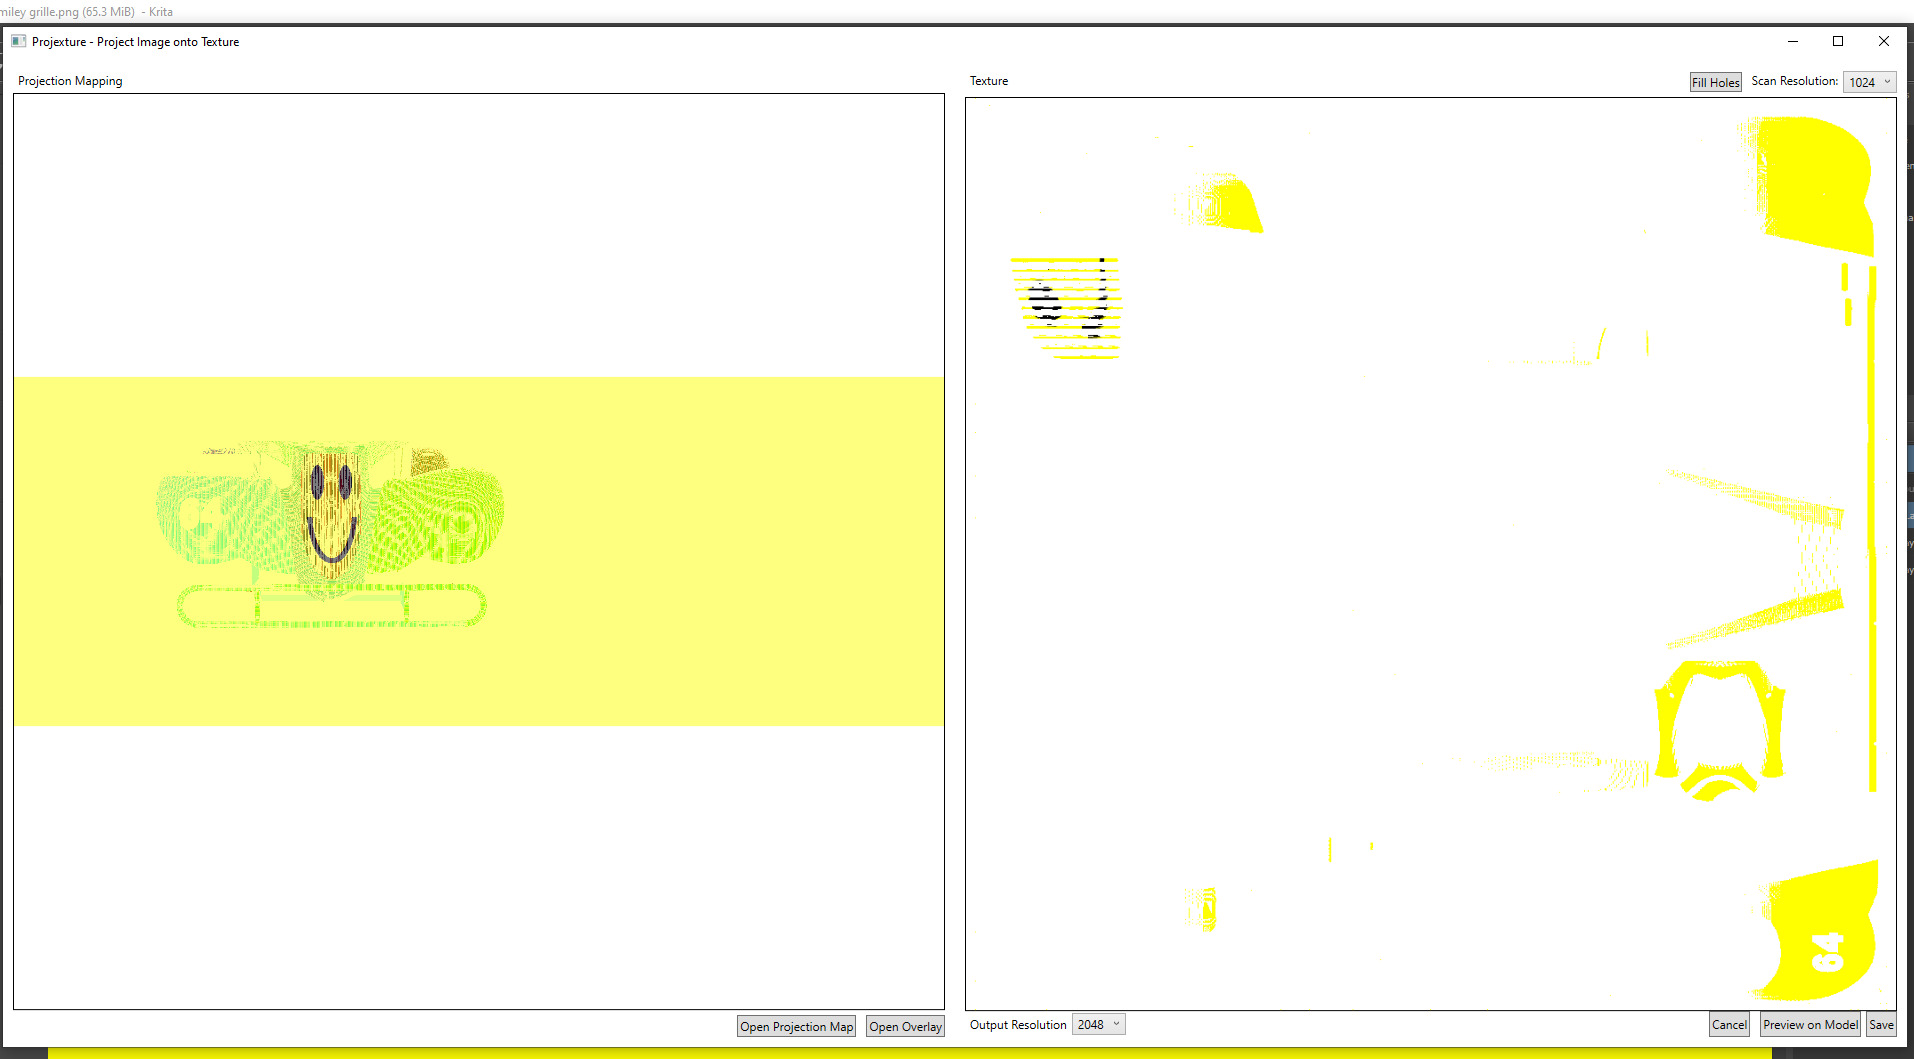 miley grille.png (65.3 MiB)  - Krita
Projexture - Project Image onto Texture
Projection Mapping
Texture
Fill Holes
Scan Resolution:
1024
64
Open Projection Map
Open Overlay
Output Resolution
2048
Cancel
Preview on Model
Save